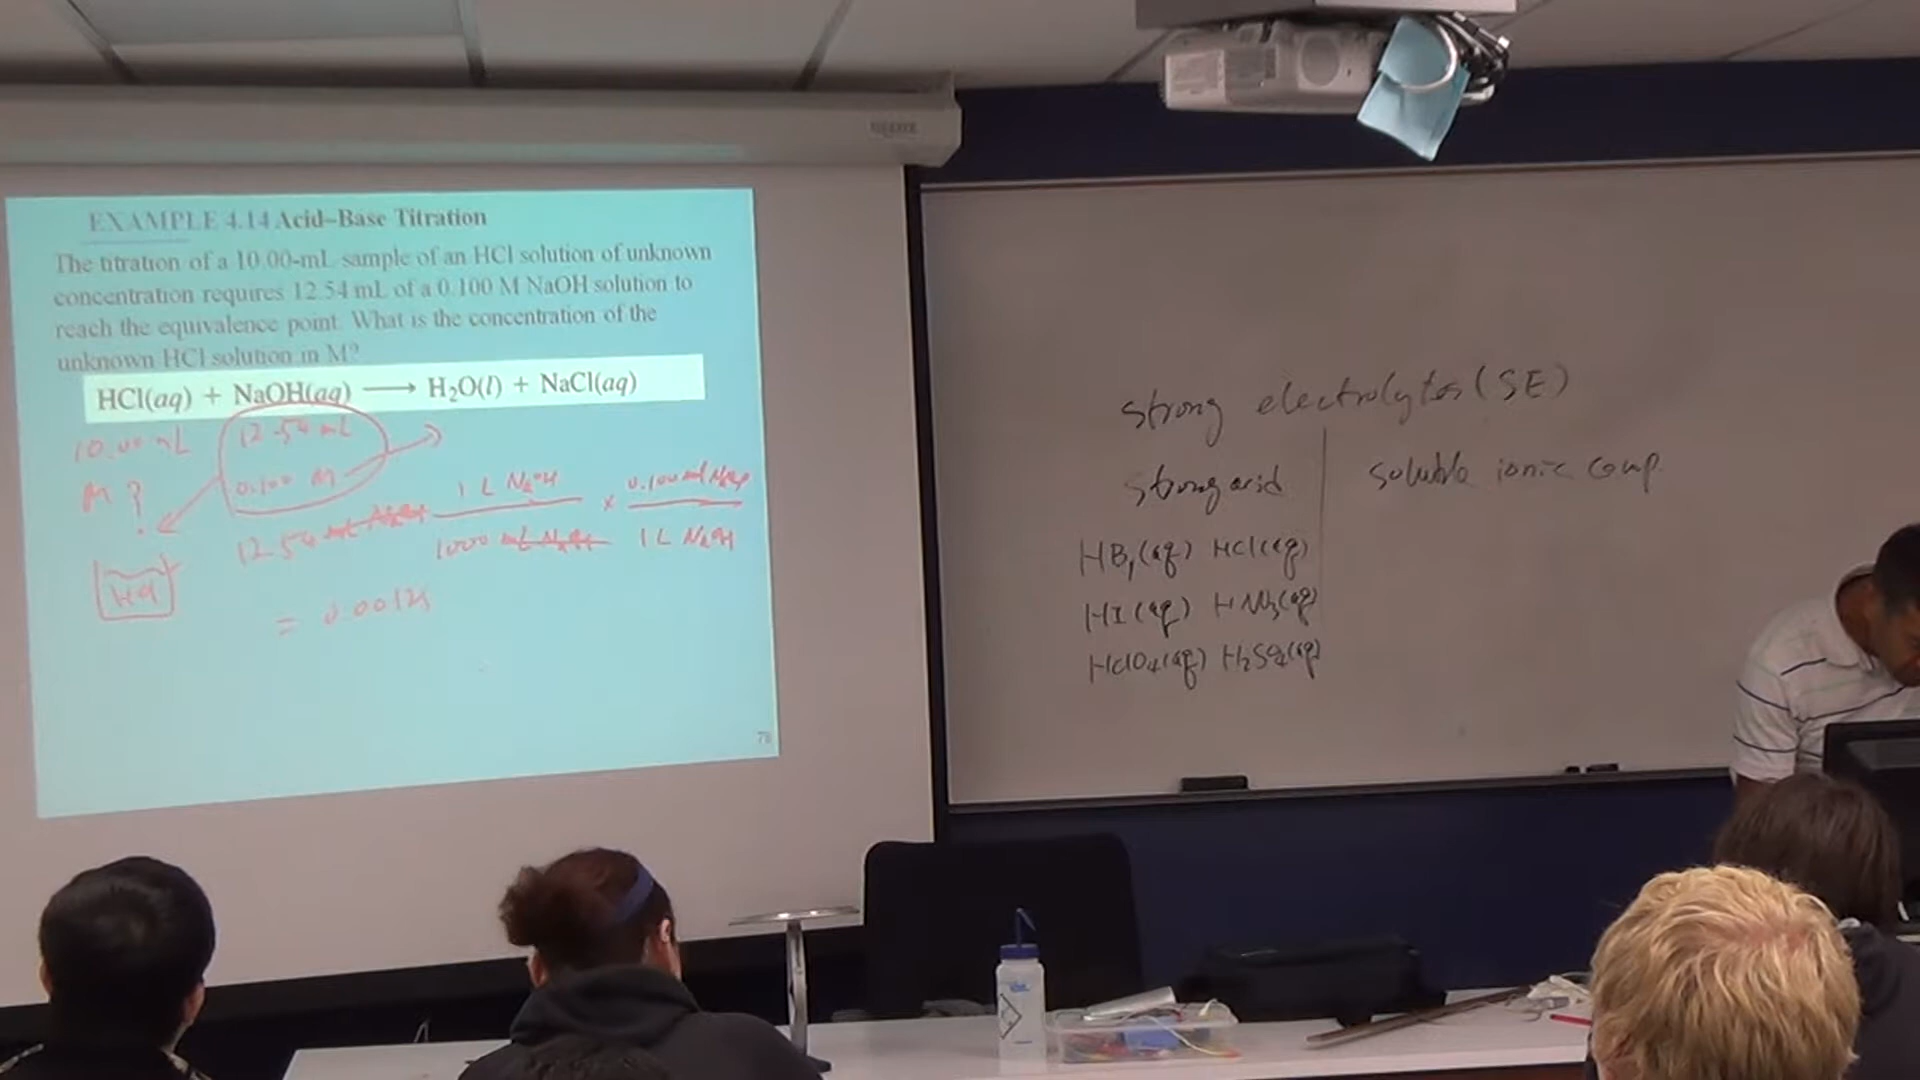 EXAMPLE 4.14 Acid–Base Titration
The titration of a 10.00-mL sample of an HCl solution of unknown
concentration requires 12.54 mL of a 0.100 M NaOH solution to
reach the equivalence point. What is the concentration of the
unknown HCl solution in M?
HCl(aq) + NaOH(aq) ⟶ H₂O(l) + NaCl(aq)
10.00 mL 12.54 mL
M ? 0.100 M
12.54 mL NaOH 1 L NaOH × 0.100 mol NaOH
1000 mL NaOH 1 L NaOH
HCl
= 0.00125
78
strong electrolytes (SE)
strong acid soluble ionic comp.
HBr(aq) HCl(aq)
HI(aq) HNO₃(aq)
HClO₄(aq) H₂SO₄(aq)